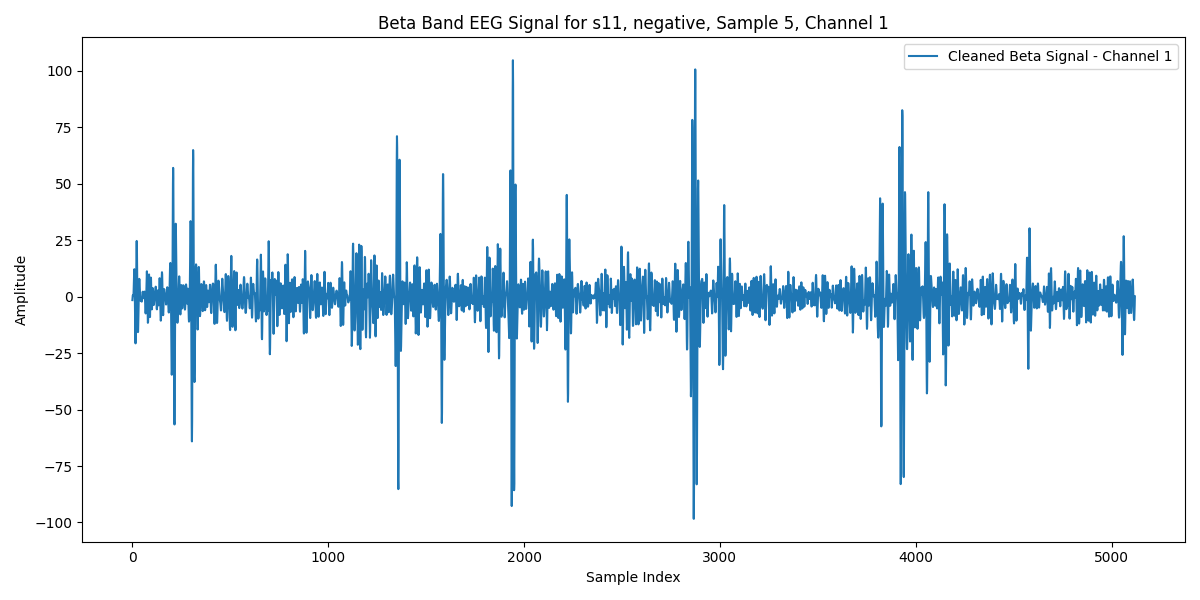 Beta Band EEG Signal for s11, negative, Sample 5, Channel 1
Cleaned Beta Signal - Channel 1
Amplitude
100
75
50
25
0
−25
−50
−75
−100
0 1000 2000 3000 4000 5000
Sample Index